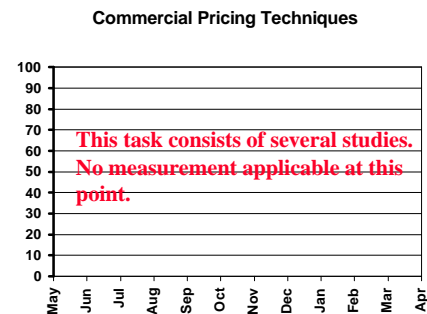 Commercial Pricing Techniques
100
90
80
70
60
50
40
30
20
10
0
This task consists of several studies.
No measurement applicable at this
point.
May Jun Jul Aug Sep Oct Nov Dec Jan Feb Mar Apr